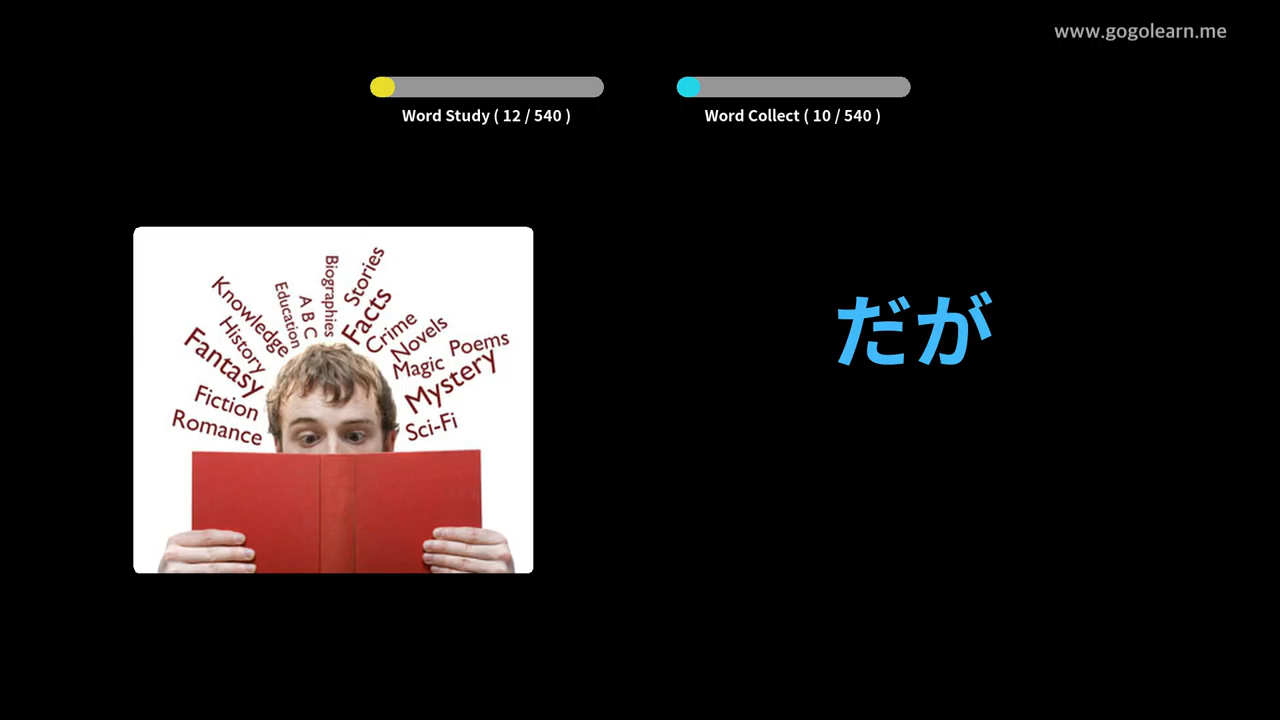 www.gogolearn.me
Word Study ( 12 / 540 )
Word Collect ( 10 / 540 )
Knowledge
History
Fantasy
Fiction
Romance
Education
A B C
Biographies
Stories
Facts
Crime
Novels
Magic
Poems
Mystery
Sci-Fi
だが